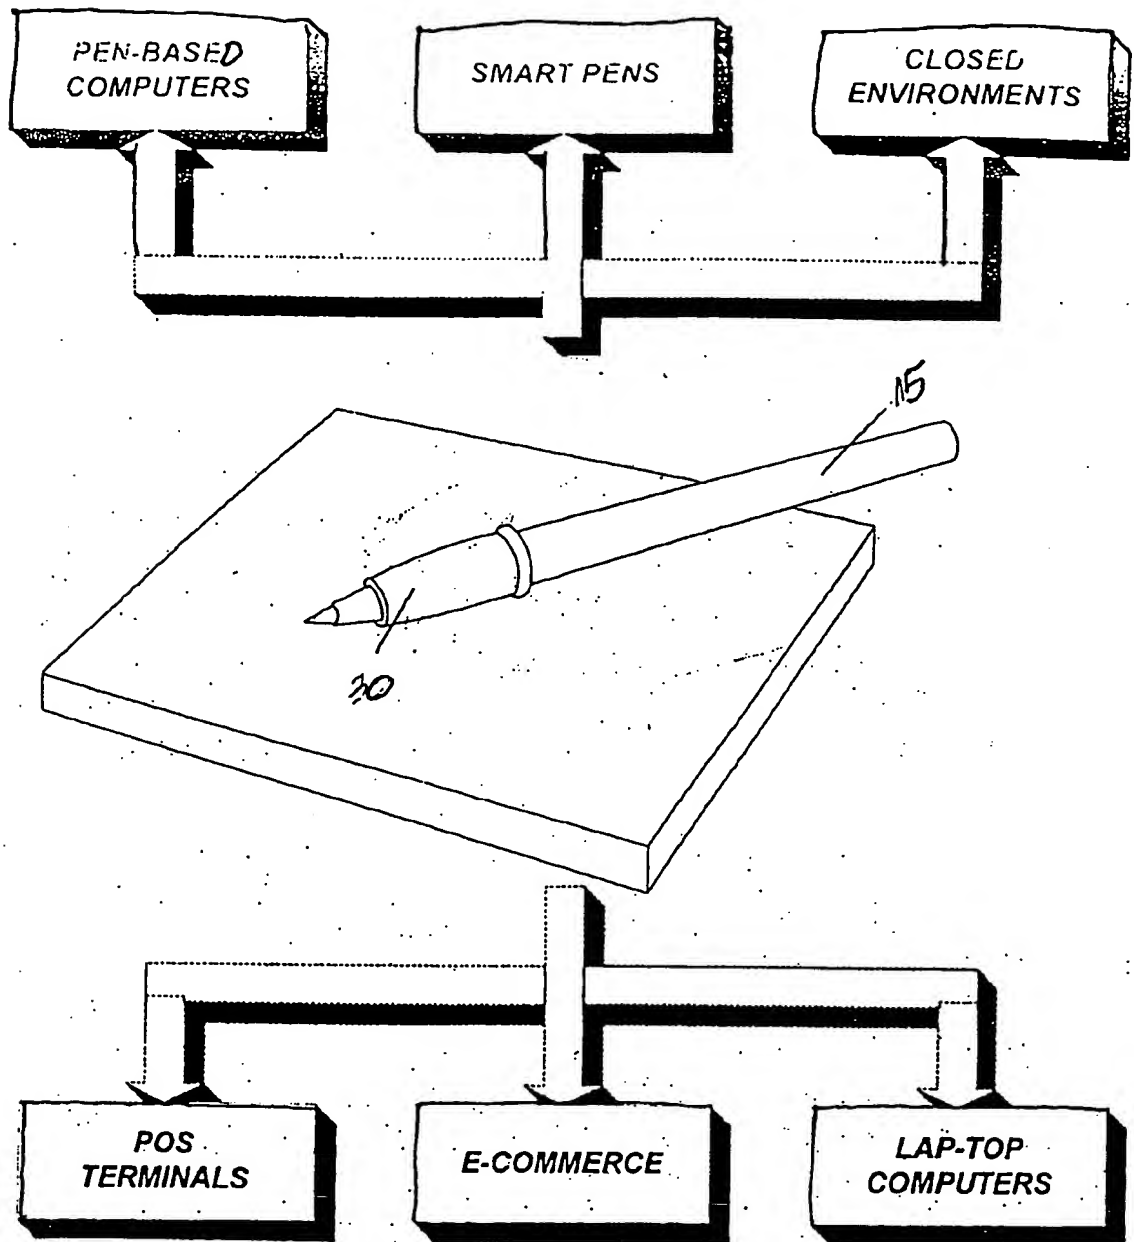 PEN-BASED
COMPUTERS
SMART PENS
CLOSED
ENVIRONMENTS
15
30
POS
TERMINALS
E-COMMERCE
LAP-TOP
COMPUTERS